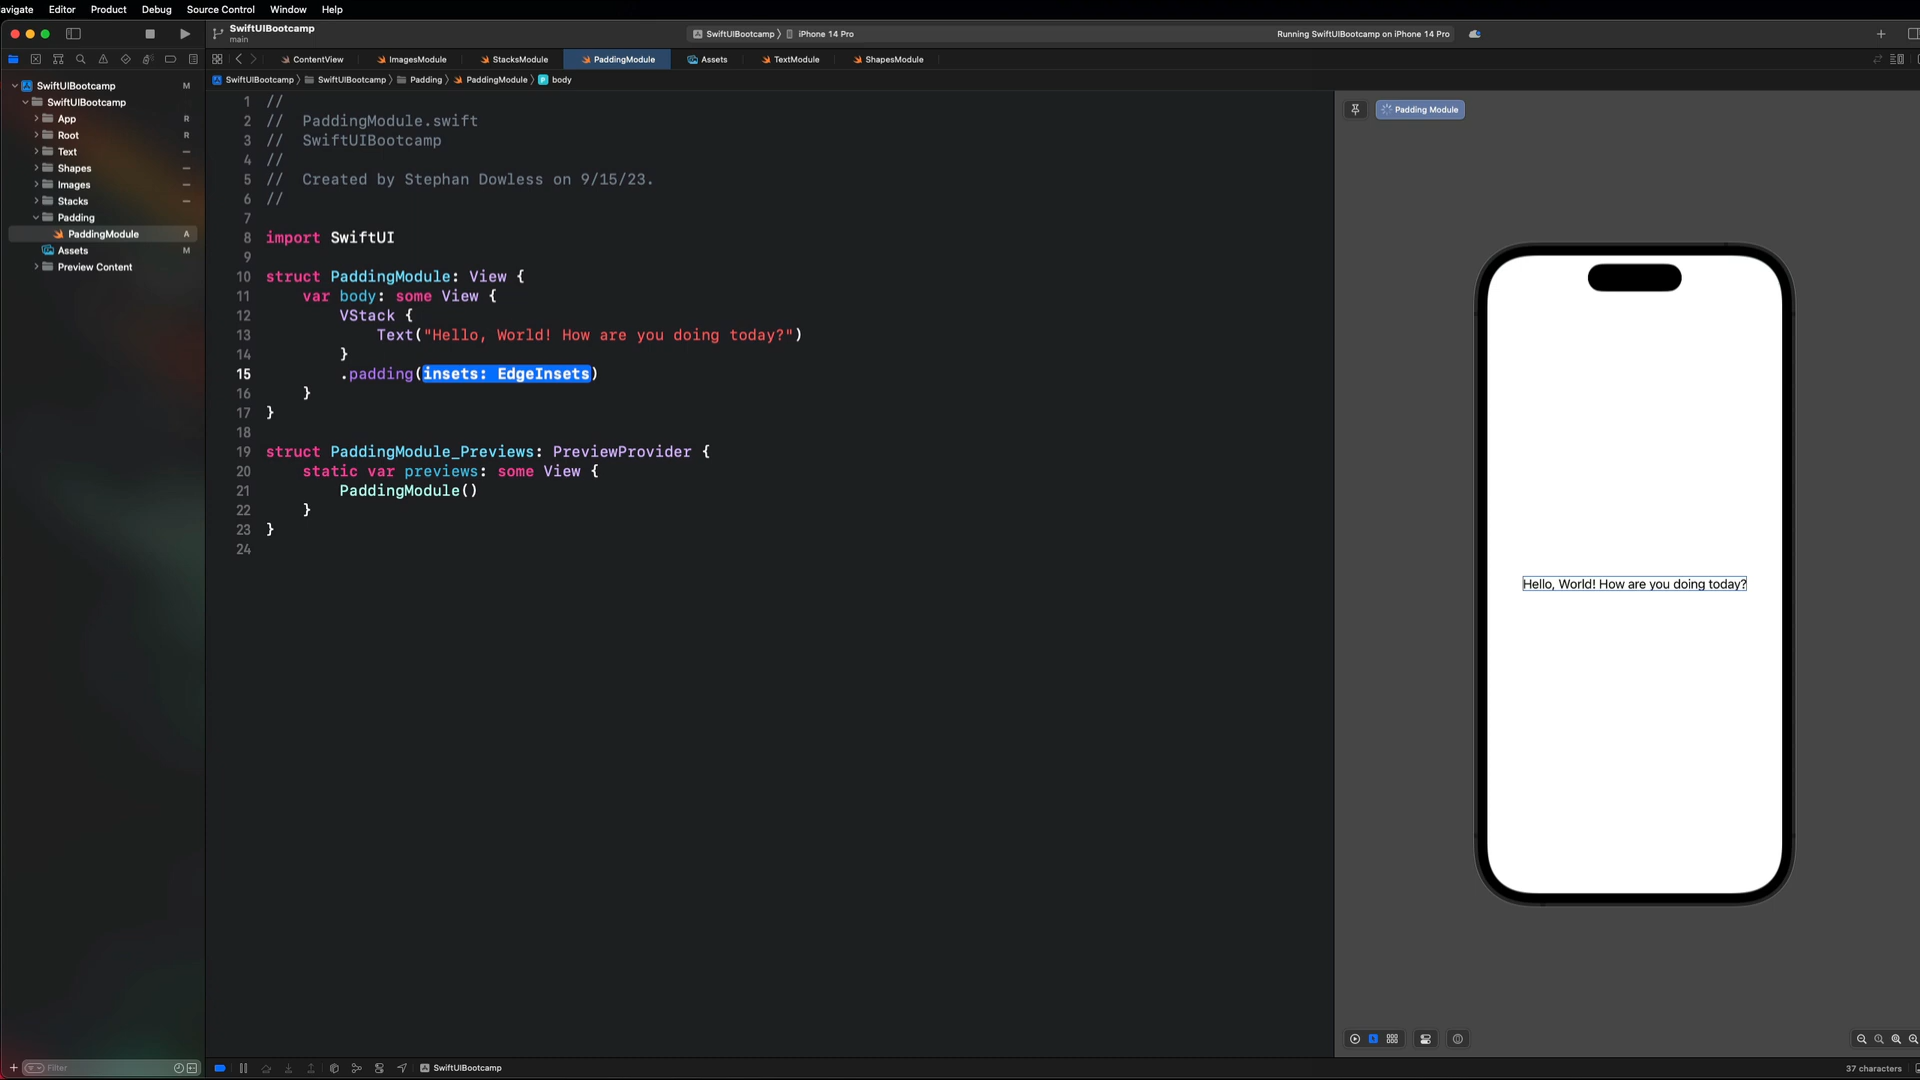 avigate Editor Product Debug Source Control Window Help
SwiftUIBootcamp
main
SwiftUIBootcamp 〉 iPhone 14 Pro
Running SwiftUIBootcamp on iPhone 14 Pro
ContentView ImagesModule StacksModule PaddingModule Assets TextModule ShapesModule
SwiftUIBootcamp 〉 SwiftUIBootcamp 〉 Padding 〉 PaddingModule 〉 P body
SwiftUIBootcamp M
SwiftUIBootcamp
App R
Root R
Text
Shapes
Images
Stacks
Padding
PaddingModule A
Assets M
Preview Content
1 //
2 //  PaddingModule.swift
3 //  SwiftUIBootcamp
4 //
5 //  Created by Stephan Dowless on 9/15/23.
6 //
7
8 import SwiftUI
9
10 struct PaddingModule: View {
11     var body: some View {
12         VStack {
13             Text("Hello, World! How are you doing today?")
14         }
15         .padding(insets: EdgeInsets)
16     }
17 }
18
19 struct PaddingModule_Previews: PreviewProvider {
20     static var previews: some View {
21         PaddingModule()
22     }
23 }
24
Padding Module
Hello, World! How are you doing today?
Filter
SwiftUIBootcamp
37 characters